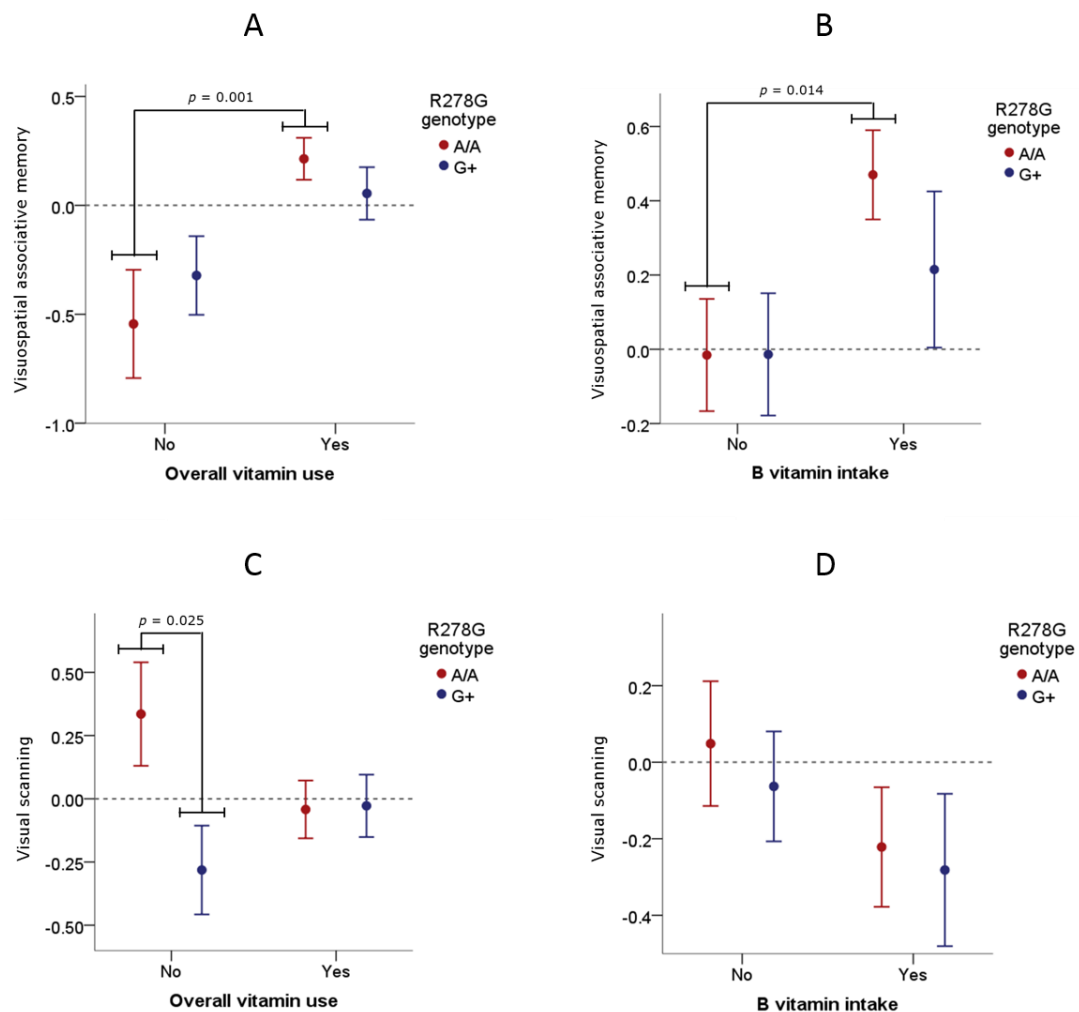 A
p = 0.001
R278G
genotype
A/A
G+
0.5
0.0
-0.5
-1.0
Visuospatial associative memory
No
Yes
Overall vitamin use
B
p = 0.014
R278G
genotype
A/A
G+
0.6
0.4
0.2
0.0
-0.2
Visuospatial associative memory
No
Yes
B vitamin intake
C
p = 0.025
R278G
genotype
A/A
G+
0.50
0.25
0.00
-0.25
-0.50
Visual scanning
No
Yes
Overall vitamin use
D
R278G
genotype
A/A
G+
0.2
0.0
-0.2
-0.4
Visual scanning
No
Yes
B vitamin intake